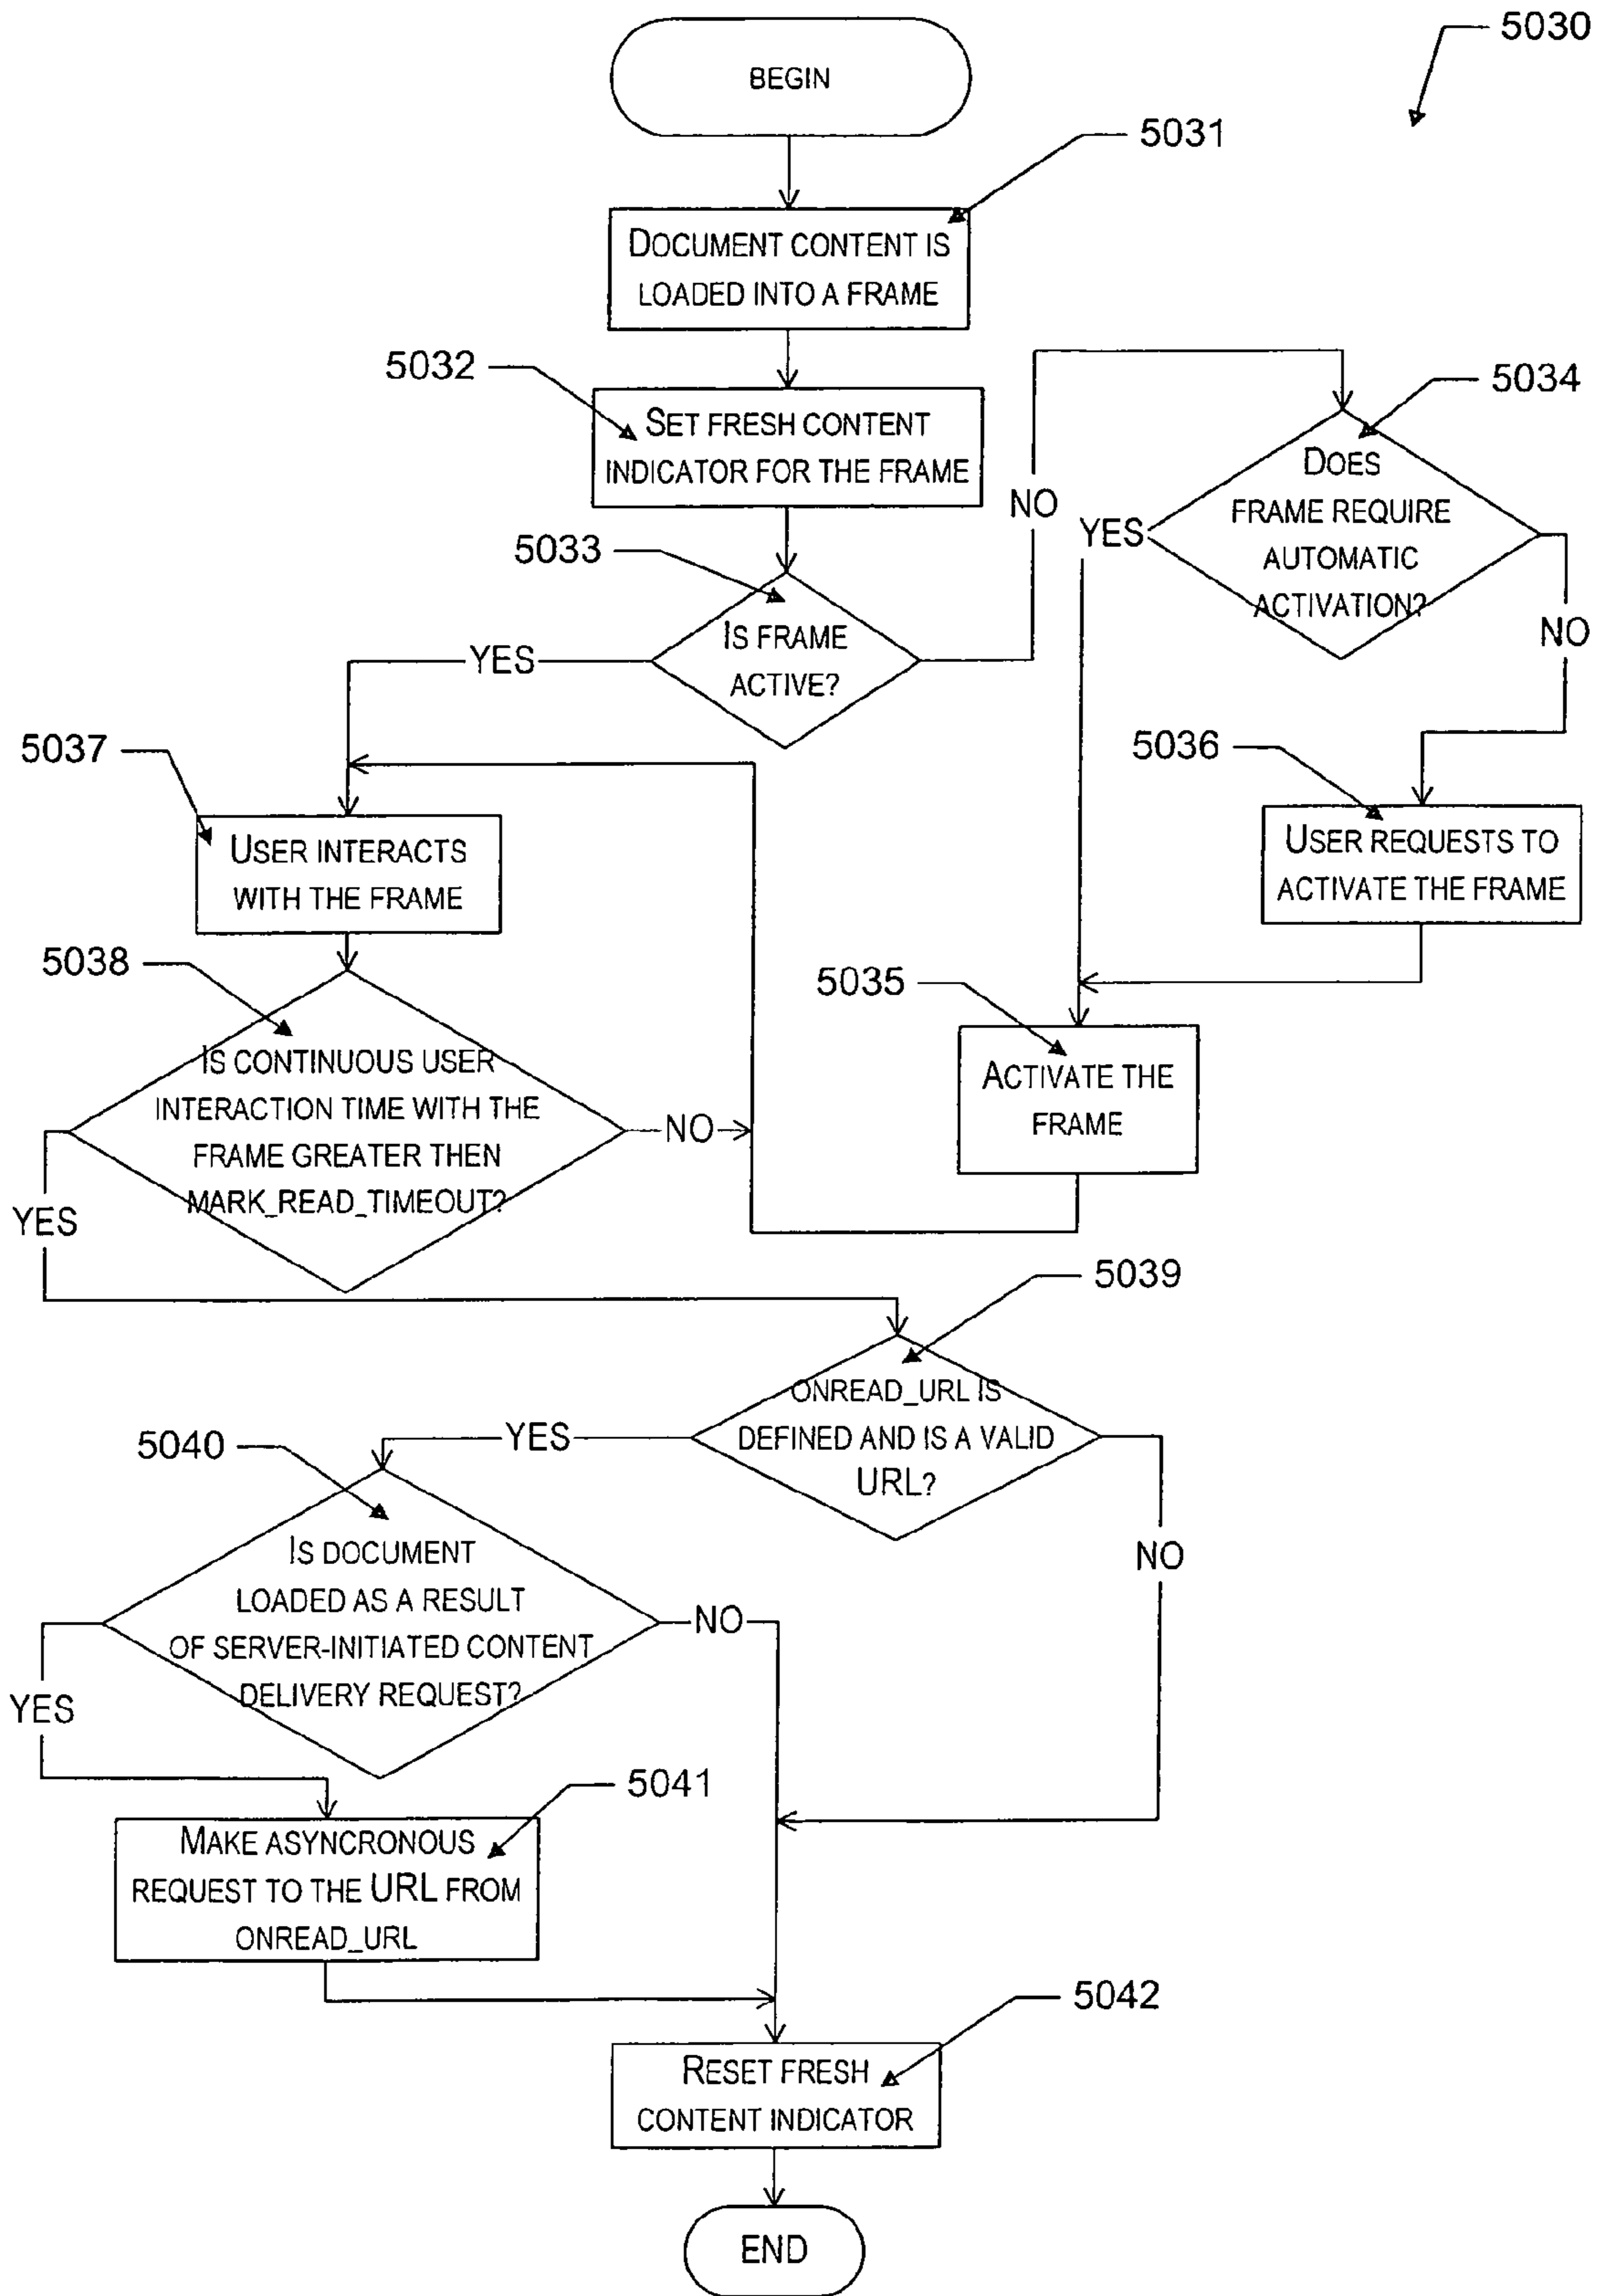 5030
BEGIN
5031
DOCUMENT CONTENT IS
LOADED INTO A FRAME
5032
SET FRESH CONTENT
INDICATOR FOR THE FRAME
5033
IS FRAME
ACTIVE?
YES
NO
5034
DOES
FRAME REQUIRE
AUTOMATIC
ACTIVATION?
YES
NO
5036
USER REQUESTS TO
ACTIVATE THE FRAME
5035
ACTIVATE THE
FRAME
5037
USER INTERACTS
WITH THE FRAME
5038
IS CONTINUOUS USER
INTERACTION TIME WITH THE
FRAME GREATER THEN
MARK_READ_TIMEOUT?
NO
YES
5039
ONREAD_URL IS
DEFINED AND IS A VALID
URL?
YES
NO
5040
IS DOCUMENT
LOADED AS A RESULT
OF SERVER-INITIATED CONTENT
DELIVERY REQUEST?
NO
YES
5041
MAKE ASYNCRONOUS
REQUEST TO THE URL FROM
ONREAD_URL
5042
RESET FRESH
CONTENT INDICATOR
END